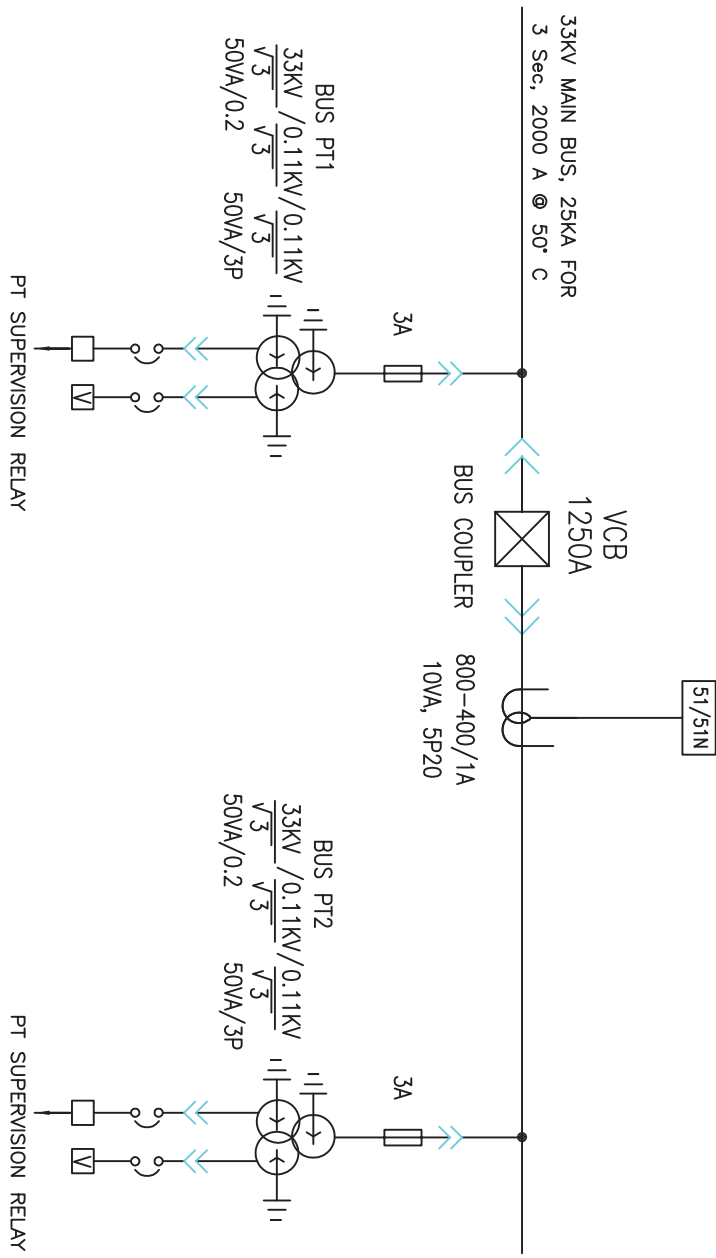 33KV MAIN BUS, 25KA FOR
3 Sec, 2000 A @ 50° C
VCB
1250A
BUS COUPLER
51/51N
800-400/1A
10VA, 5P20
BUS PT1
33KV /0.11KV/0.11KV
√3 √3 √3
50VA/0.2 50VA/3P
3A
V
PT SUPERVISION RELAY
BUS PT2
33KV /0.11KV/0.11KV
√3 √3 √3
50VA/0.2 50VA/3P
3A
V
PT SUPERVISION RELAY